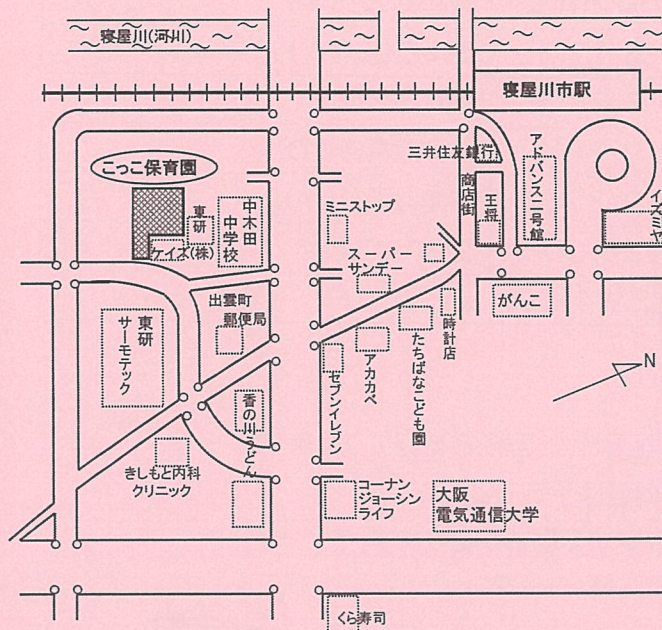 寝屋川(河川)
寝屋川市駅
こっこ保育園
三井住友銀行
アドバンス二号館
商店街
王将
イズミヤ
東研
中木田
中学校
ケイズ(株)
ミニストップ
スーパー
サンデー
がんこ
出雲町
郵便局
時計店
東研
サーモテック
たちばなこども園
アカカベ
セブンイレブン
N
香の川うどん
きしもと内科
クリニック
コーナン
ジョーシン
ライフ
大阪
電気通信大学
くら寿司